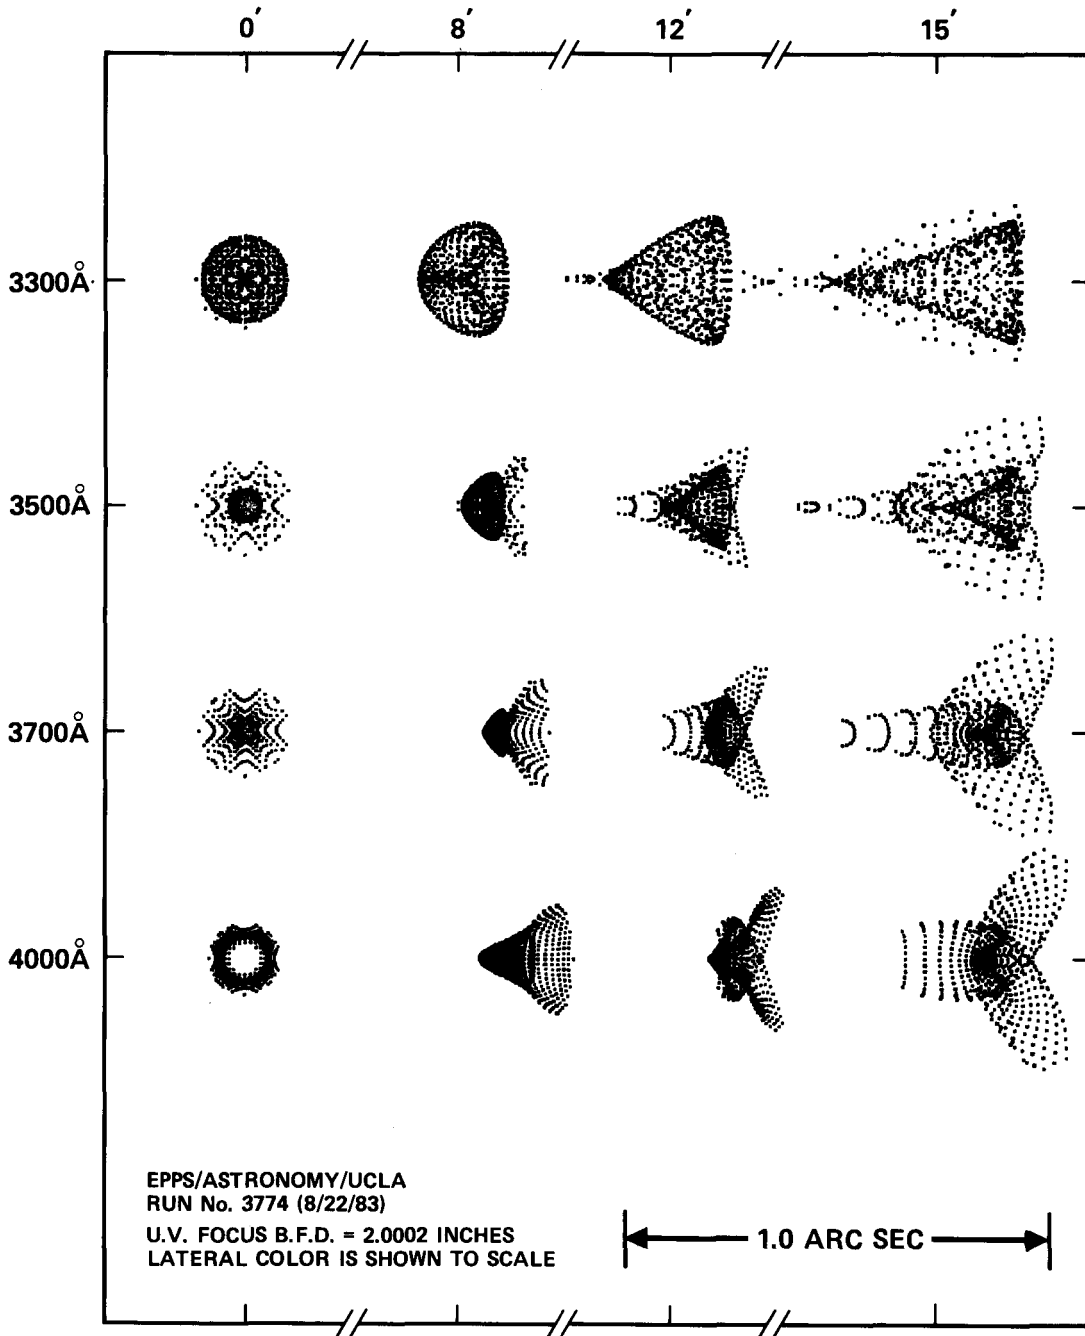 0′ 8′ 12′ 15′
3300Å
3500Å
3700Å
4000Å
EPPS/ASTRONOMY/UCLA
RUN No. 3774 (8/22/83)
U.V. FOCUS B.F.D. = 2.0002 INCHES
LATERAL COLOR IS SHOWN TO SCALE
1.0 ARC SEC